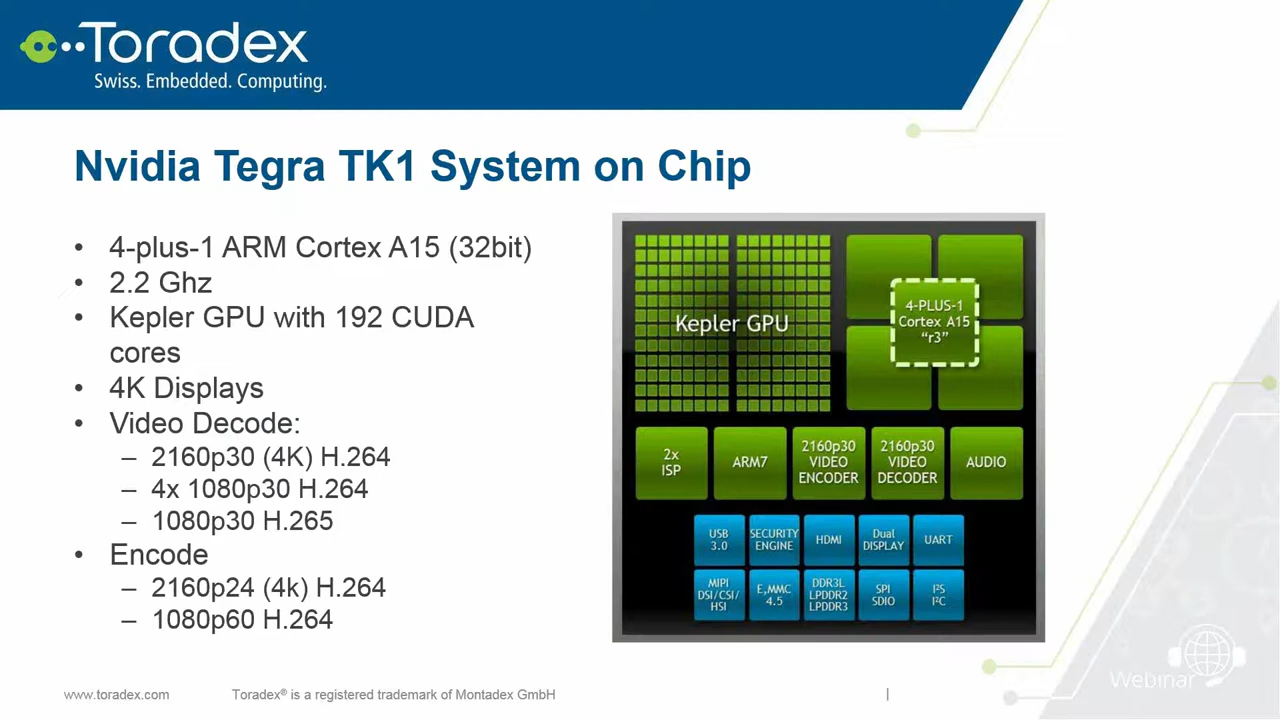 Toradex
Swiss. Embedded. Computing.
Nvidia Tegra TK1 System on Chip
• 4-plus-1 ARM Cortex A15 (32bit)
• 2.2 Ghz
• Kepler GPU with 192 CUDA
cores
• 4K Displays
• Video Decode:
– 2160p30 (4K) H.264
– 4x 1080p30 H.264
– 1080p30 H.265
• Encode
– 2160p24 (4k) H.264
– 1080p60 H.264
Kepler GPU
4-PLUS-1
Cortex A15
“r3”
2x
ISP
ARM7
2160p30
VIDEO
ENCODER
2160p30
VIDEO
DECODER
AUDIO
USB
3.0
SECURITY
ENGINE
HDMI
Dual
DISPLAY
UART
MIPI
DSI/CSI/
HSI
E,MMC
4.5
DDR3L
LPDDR2
LPDDR3
SPI
SDIO
I²S
I²C
Webinar
www.toradex.com
Toradex® is a registered trademark of Montadex GmbH
|